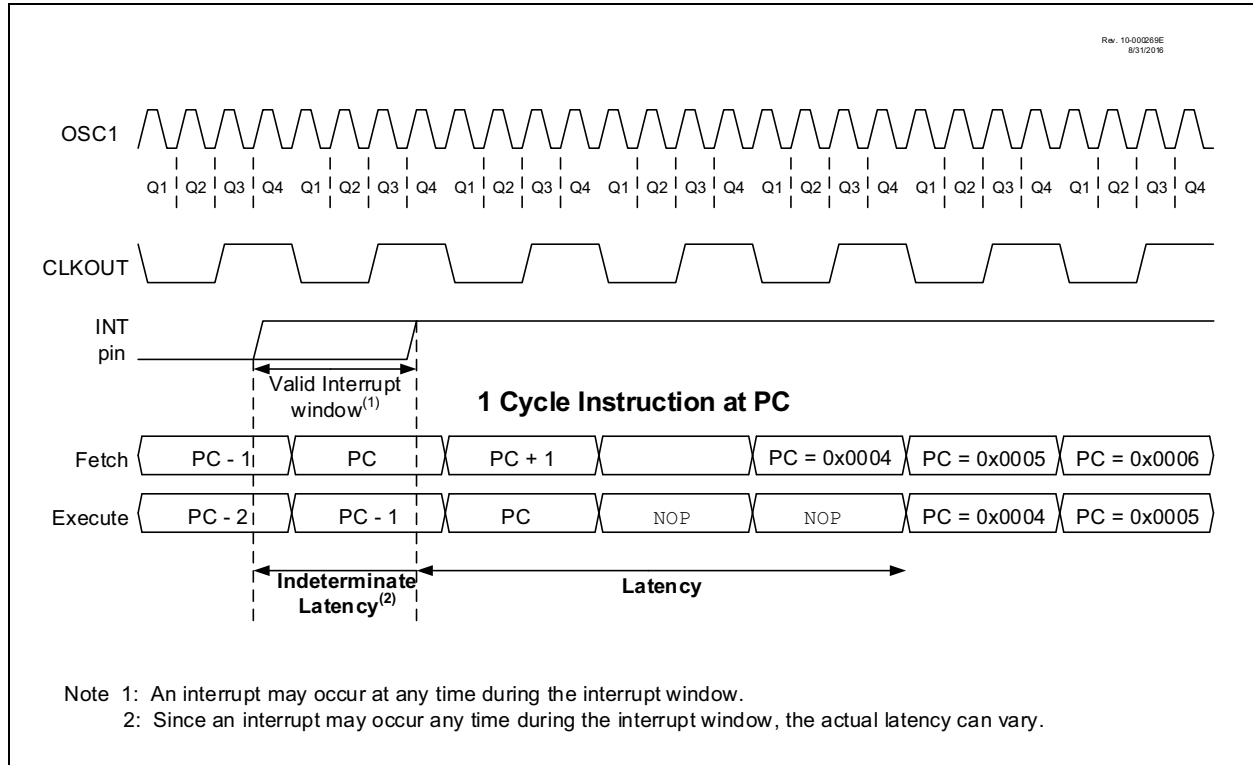 Rev. 10-000269E
8/31/2016
OSC1
Q1 Q2 Q3 Q4 Q1 Q2 Q3 Q4 Q1 Q2 Q3 Q4 Q1 Q2 Q3 Q4 Q1 Q2 Q3 Q4 Q1 Q2 Q3 Q4 Q1 Q2 Q3 Q4
CLKOUT
INT
pin
Valid Interrupt
window(1)
1 Cycle Instruction at PC
Fetch PC - 1 PC PC + 1 PC = 0x0004 PC = 0x0005 PC = 0x0006
Execute PC - 2 PC - 1 PC NOP NOP PC = 0x0004 PC = 0x0005
Indeterminate
Latency(2)
Latency
Note 1: An interrupt may occur at any time during the interrupt window.
2: Since an interrupt may occur any time during the interrupt window, the actual latency can vary.